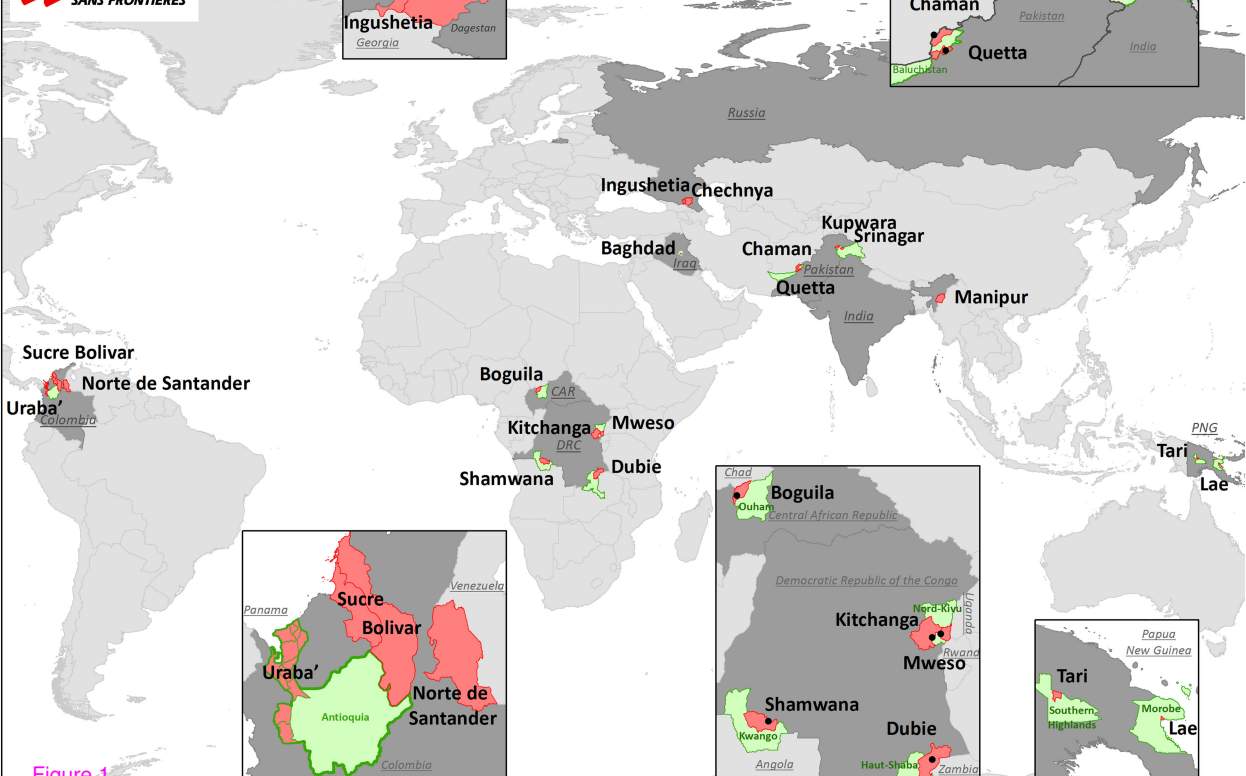 SANS FRONTIERES
Ingushetia
Dagestan
Georgia
Chaman
Pakistan
India
Quetta
Baluchistan
Russia
Ingushetia
Chechnya
Kupwara
Srinagar
Baghdad
Iraq
Chaman
Pakistan
Quetta
India
Manipur
Sucre Bolivar
Norte de Santander
Uraba’
Colombia
Boguila
CAR
Kitchanga
Mweso
DRC
Shamwana
Dubie
PNG
Tari
Lae
Panama
Venezuela
Sucre
Bolivar
Uraba’
Norte de
Santander
Antioquia
Colombia
Chad
Boguila
Ouham
Central African Republic
Democratic Republic of the Congo
Nord-Kivu
Uganda
Kitchanga
Rwand
Mweso
Shamwana
Kwango
Dubie
Haut-Shaba
Angola
Zambia
Papua
New Guinea
Tari
Southern
Highlands
Morobe
Lae
Figure 1